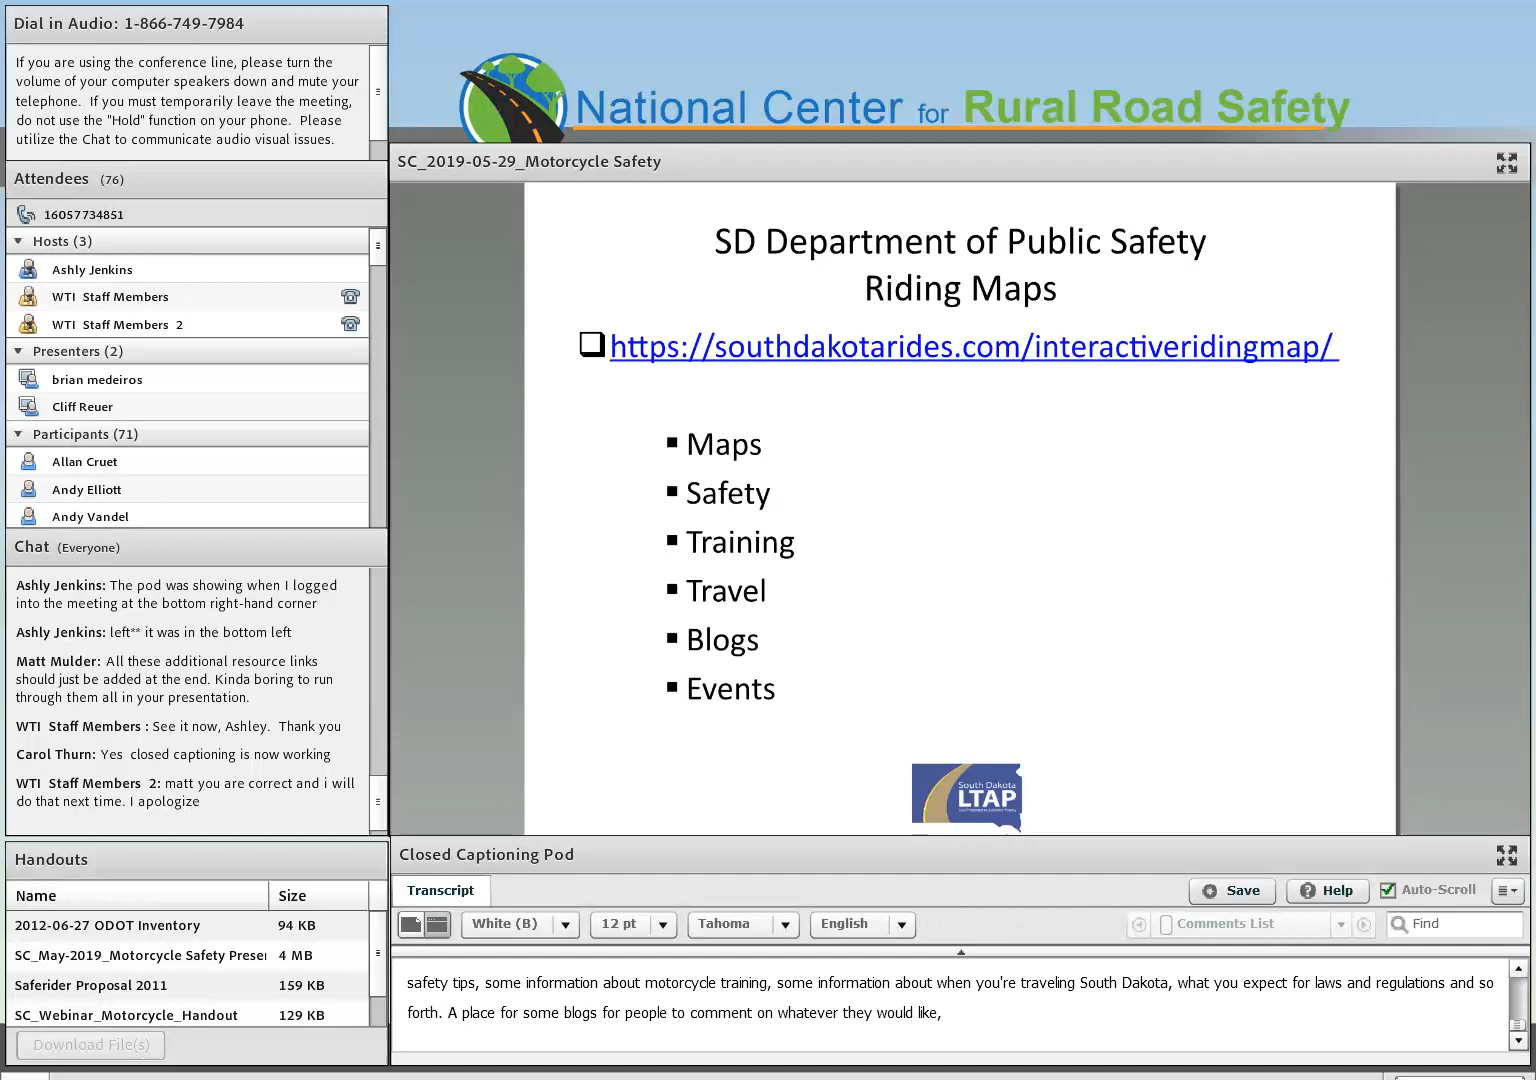 Dial in Audio: 1-866-749-7984
If you are using the conference line, please turn the
volume of your computer speakers down and mute your
telephone.  If you must temporarily leave the meeting,
do not use the "Hold" function on your phone.  Please
utilize the Chat to communicate audio visual issues.
Attendees (76)
16057734851
Hosts (3)
Ashly Jenkins
WTI Staff Members
WTI Staff Members 2
Presenters (2)
brian medeiros
Cliff Reuer
Participants (71)
Allan Cruet
Andy Elliott
Andy Vandel
Chat (Everyone)
Ashly Jenkins: The pod was showing when I logged
into the meeting at the bottom right-hand corner
Ashly Jenkins: left** it was in the bottom left
Matt Mulder: All these additional resource links
should just be added at the end. Kinda boring to run
through them all in your presentation.
WTI Staff Members : See it now, Ashley.  Thank you
Carol Thurn: Yes  closed captioning is now working
WTI Staff Members 2: matt you are correct and i will
do that next time. I apologize
Handouts
Name Size
2012-06-27 ODOT Inventory 94 KB
SC_May-2019_Motorcycle Safety Preser 4 MB
Saferider Proposal 2011 159 KB
SC_Webinar_Motorcycle_Handout 129 KB
Download File(s)
National Center for Rural Road Safety
SC_2019-05-29_Motorcycle Safety
SD Department of Public Safety
Riding Maps
https://southdakotarides.com/interactiveridingmap/
Maps
Safety
Training
Travel
Blogs
Events
South Dakota
LTAP
Closed Captioning Pod
Transcript Save Help Auto-Scroll
White (B) 12 pt Tahoma English Comments List Find
safety tips, some information about motorcycle training, some information about when you're traveling South Dakota, what you expect for laws and regulations and so
forth. A place for some blogs for people to comment on whatever they would like,